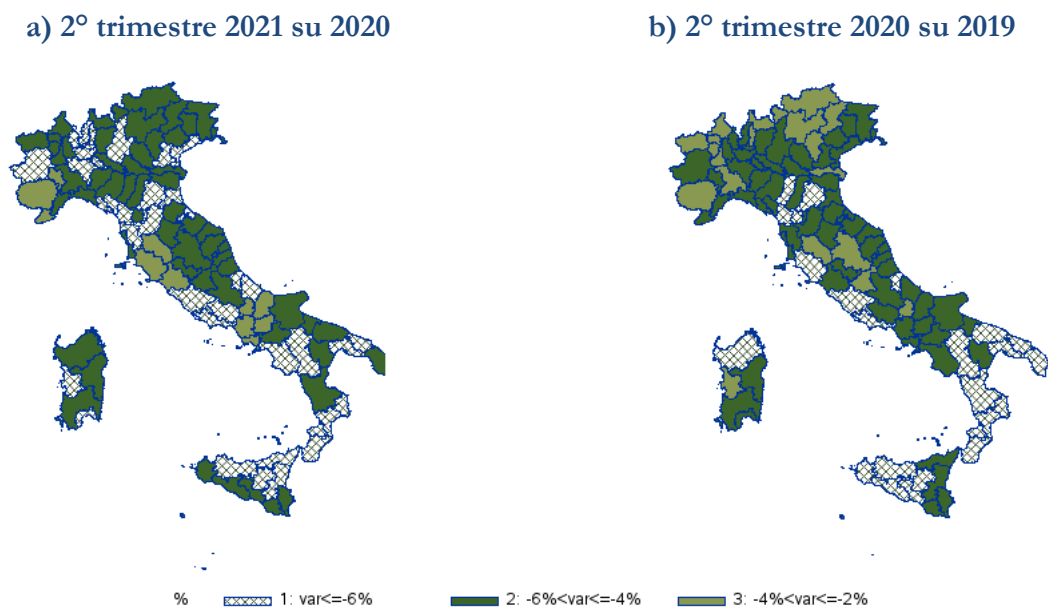 a) 2° trimestre 2021 su 2020
b) 2° trimestre 2020 su 2019
% 1: var<=-6% 2: -6%<var<=-4% 3: -4%<var<=-2%